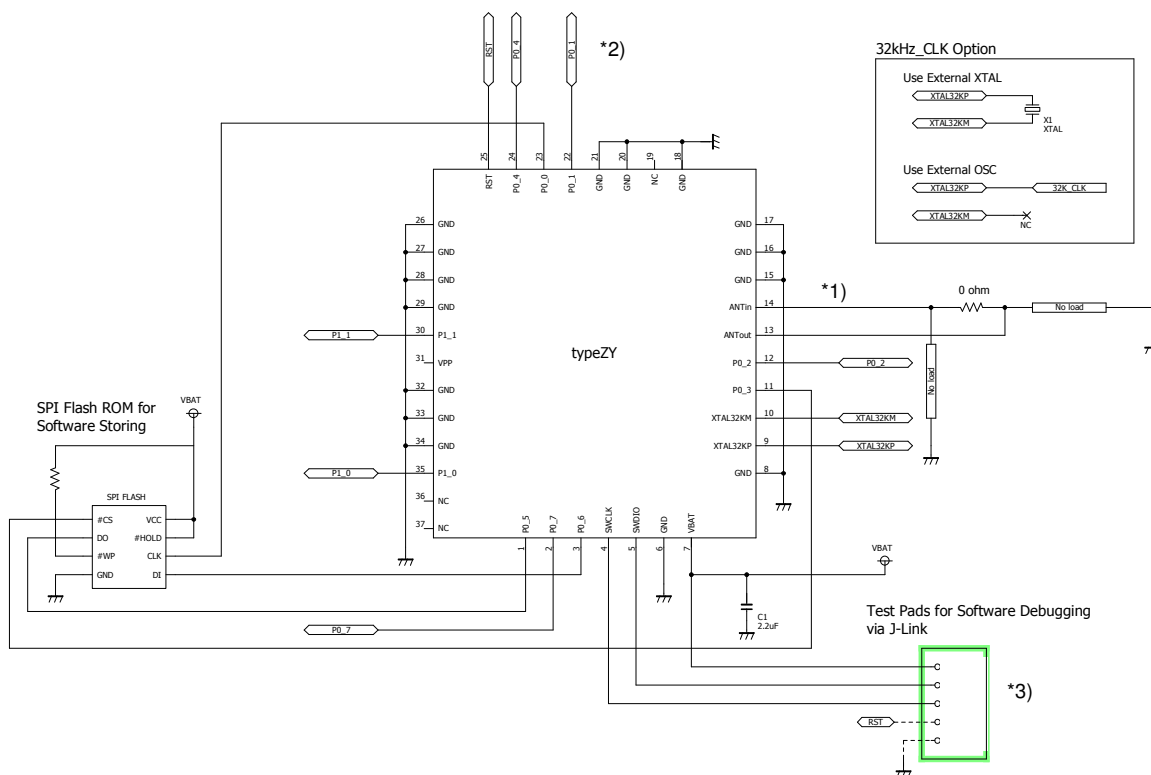 *2)
RST
P0_4
P0_1
32kHz_CLK Option
Use External XTAL
XTAL32KP
XTAL32KM
X1
XTAL
Use External OSC
XTAL32KP
32K_CLK
XTAL32KM
NC
25
24
23
22
21
20
19
18
RST
P0_4
P0_0
P0_1
GND
GND
NC
GND
26 GND
27 GND
28 GND
29 GND
P1_1 30 P1_1
31 VPP
32 GND
33 GND
34 GND
P1_0 35 P1_0
36 NC
37 NC
typeZY
GND 17
GND 16
GND 15
ANTin 14
ANTout 13
P0_2 12 P0_2
P0_3 11
XTAL32KM 10 XTAL32KM
XTAL32KP 9 XTAL32KP
GND 8
*1)
0 ohm
No load
No load
P0_5
P0_7
P0_6
SWCLK
SWDIO
GND
VBAT
1
2
3
4
5
6
7
SPI Flash ROM for
Software Storing
VBAT
SPI FLASH
#CS VCC
DO #HOLD
#WP CLK
GND DI
P0_7
VBAT
C1
2.2uF
Test Pads for Software Debugging
via J-Link
*3)
RST